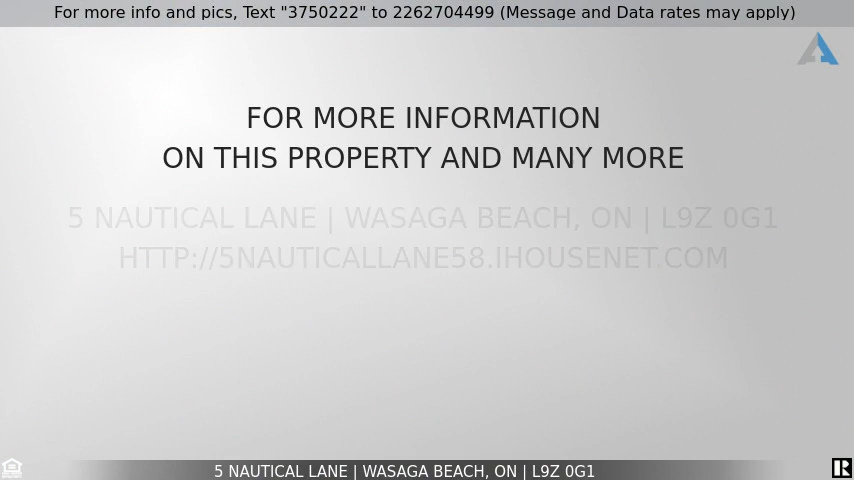 For more info and pics, Text "3750222" to 2262704499 (Message and Data rates may apply)
FOR MORE INFORMATION
ON THIS PROPERTY AND MANY MORE
5 NAUTICAL LANE | WASAGA BEACH, ON | L9Z 0G1
HTTP://5NAUTICALLANE58.IHOUSENET.COM
5 NAUTICAL LANE | WASAGA BEACH, ON | L9Z 0G1